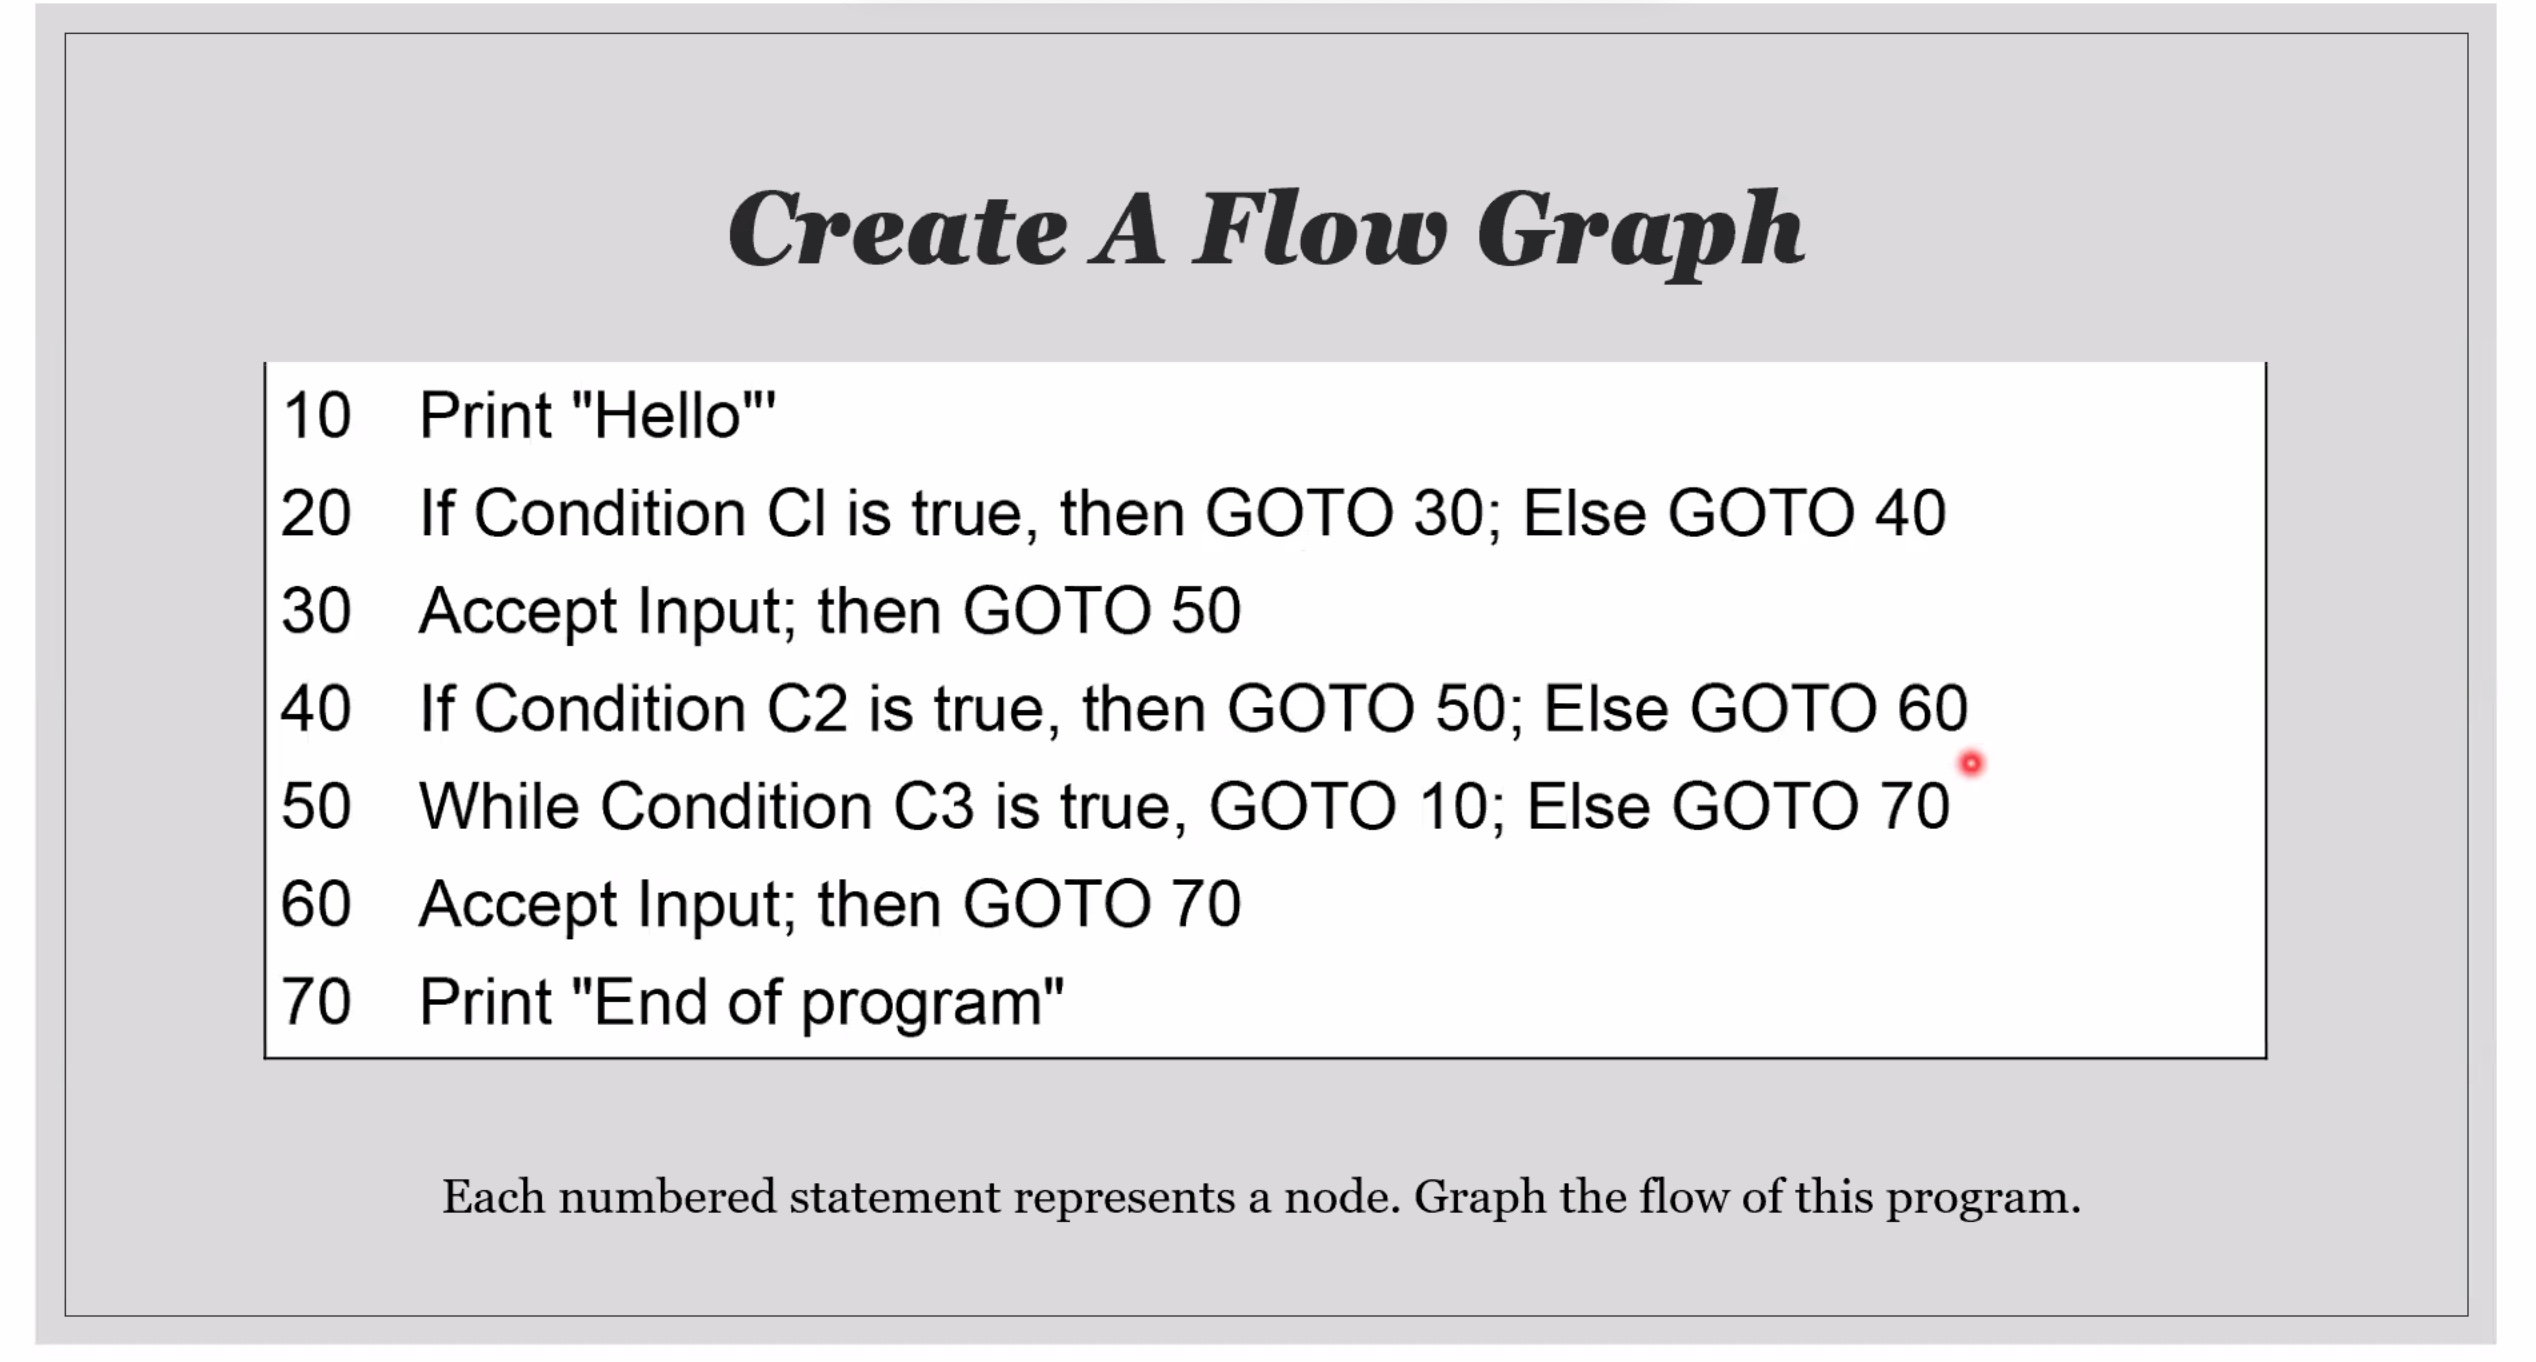 Create A Flow Graph
10 Print "Hello"'
20 If Condition Cl is true, then GOTO 30; Else GOTO 40
30 Accept Input; then GOTO 50
40 If Condition C2 is true, then GOTO 50; Else GOTO 60
50 While Condition C3 is true, GOTO 10; Else GOTO 70
60 Accept Input; then GOTO 70
70 Print "End of program"
Each numbered statement represents a node. Graph the flow of this program.